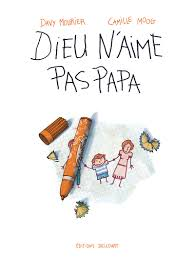 DAVY MOURIER CAMILLE MOOG
DIEU N'AIME
PAS PAPA
ÉDITIONS DELCOURT